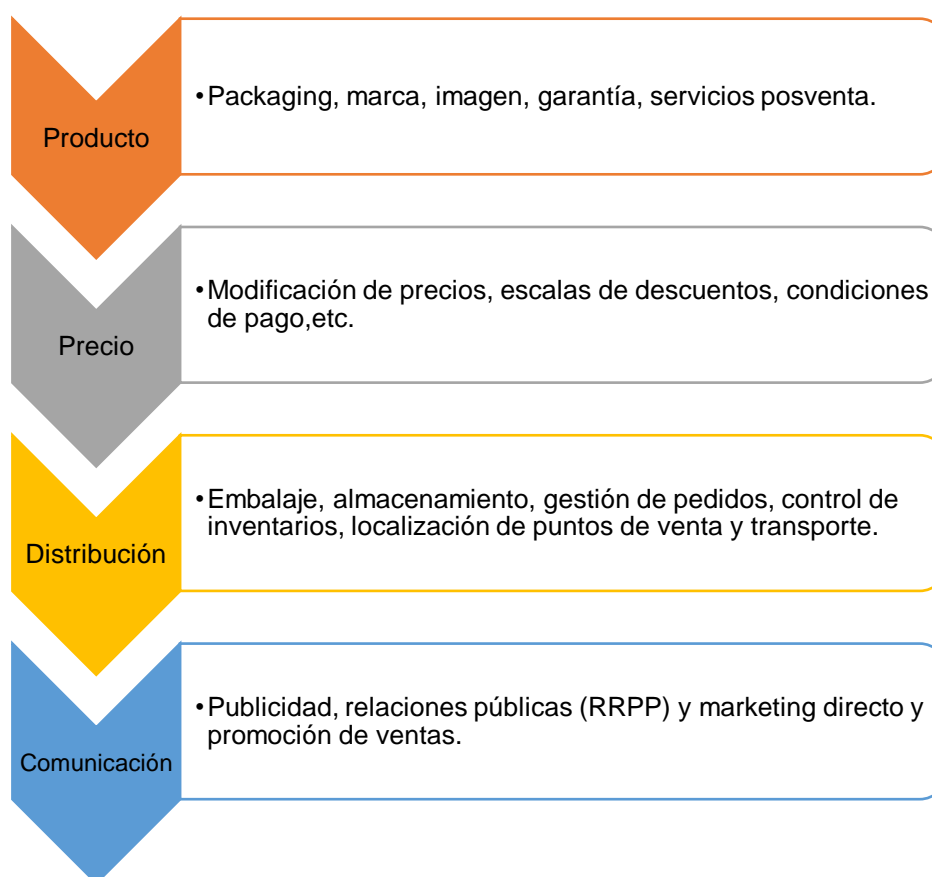 Producto
•Packaging, marca, imagen, garantía, servicios posventa.
Precio
•Modificación de precios, escalas de descuentos, condiciones
de pago,etc.
Distribución
•Embalaje, almacenamiento, gestión de pedidos, control de
inventarios, localización de puntos de venta y transporte.
Comunicación
•Publicidad, relaciones públicas (RRPP) y marketing directo y
promoción de ventas.